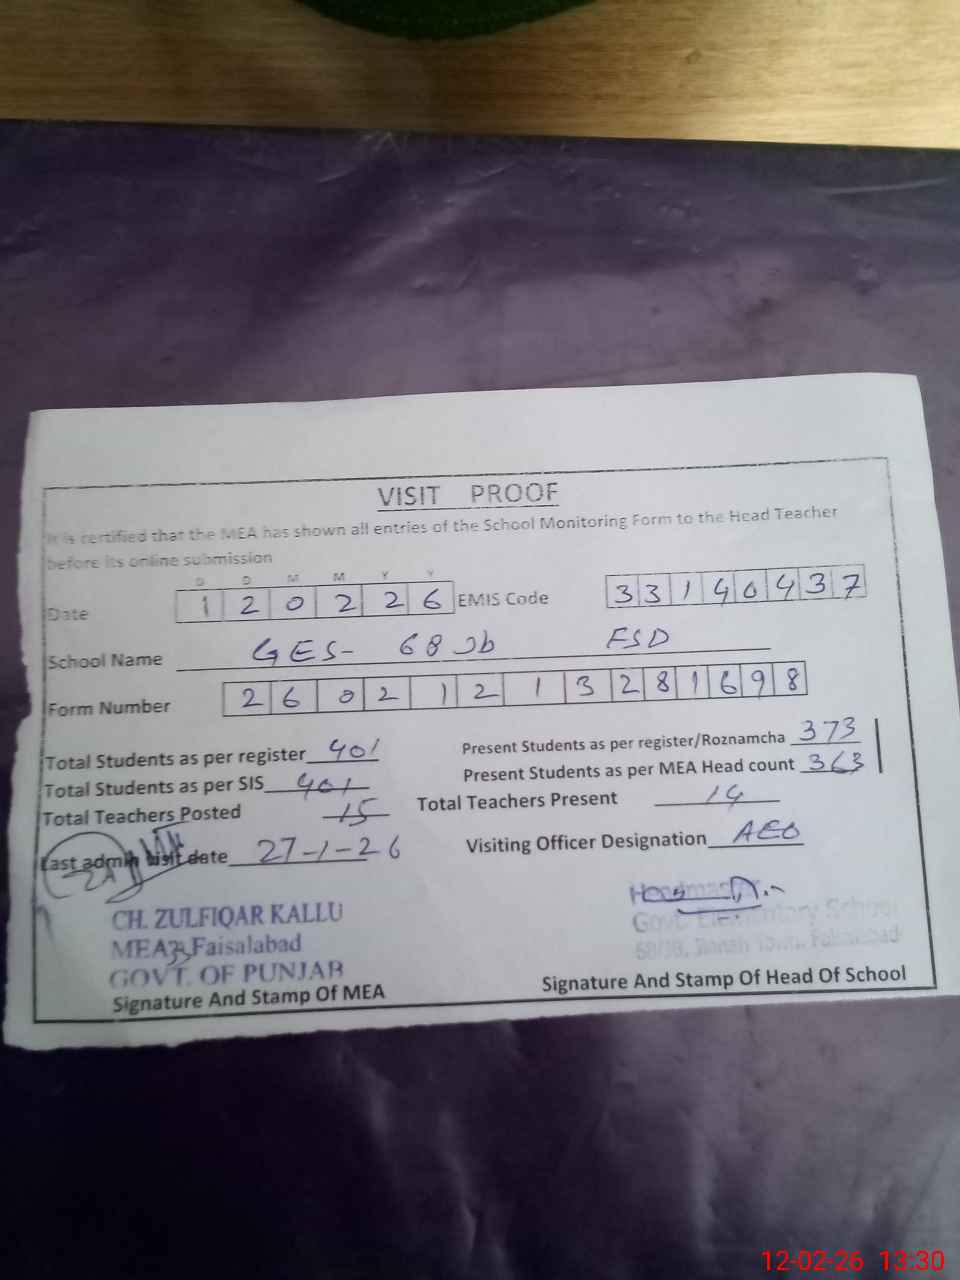 VISIT PROOF
It is certified that the MEA has shown all entries of the School Monitoring Form to the Head Teacher
before its online submission
D D M M Y Y
Date 1 2 0 2 2 6 EMIS Code 3 3 1 4 0 4 3 7
School Name GES- 68 Jb FSD
Form Number 2 6 0 2 1 2 1 3 2 8 1 6 9 8
Total Students as per register 401 Present Students as per register/Roznamcha 373
Total Students as per SIS 401 Present Students as per MEA Head count 363
Total Teachers Posted 15 Total Teachers Present 14
Last admin visit date 27-1-26 Visiting Officer Designation AEO
CH. ZULFIQAR KALLU Headmaster
MEA 33 Faisalabad Govt. Elementary School
GOVT. OF PUNJAB
Signature And Stamp Of MEA Signature And Stamp Of Head Of School
12-02-26 13:30